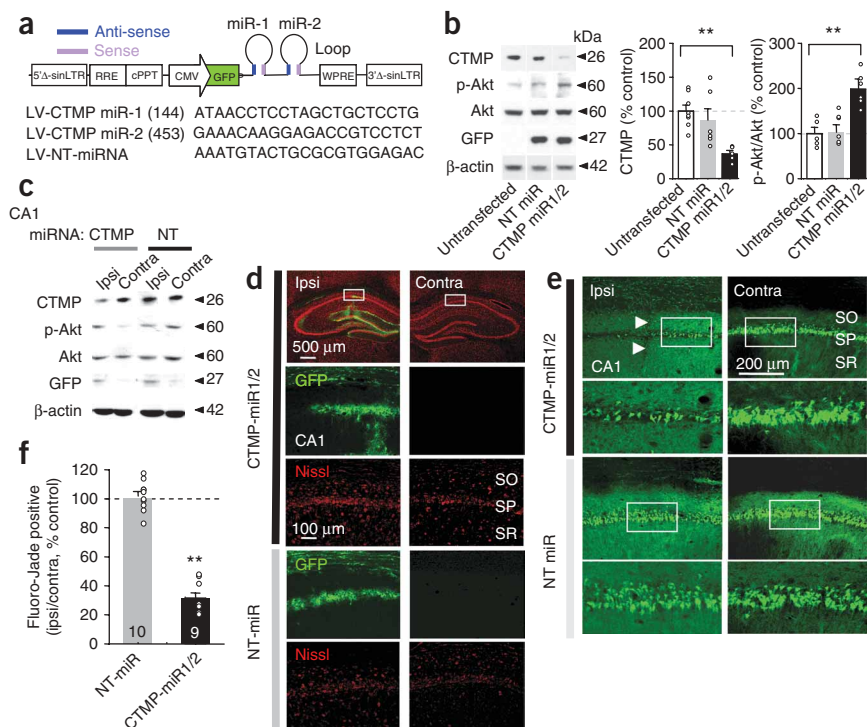 a
Anti-sense
Sense
miR-1 miR-2
Loop
5′Δ-sinLTR RRE cPPT CMV GFP WPRE 3′Δ-sinLTR
LV-CTMP miR-1 (144) ATAACCTCCTAGCTGCTCCTG
LV-CTMP miR-2 (453) GAAACAAGGAGACCGTCCTCT
LV-NT-miRNA AAATGTACTGCGCGTGGAGAC
b
kDa
CTMP 26
p-Akt 60
Akt 60
GFP 27
β-actin 42
Untransfected
NT miR
CTMP miR1/2
CTMP (% control)
200
150
100
50
0
**
Untransfected
NT miR
CTMP miR1/2
p-Akt/Akt (% control)
300
200
100
0
**
Untransfected
NT miR
CTMP miR1/2
c
CA1
miRNA: CTMP NT
Ipsi Contra Ipsi Contra
CTMP 26
p-Akt 60
Akt 60
GFP 27
β-actin 42
d
CTMP-miR1/2
Ipsi Contra
500 μm
GFP
CA1
Nissl
SO
SP
SR
100 μm
NT-miR
GFP
Nissl
e
CTMP-miR1/2
Ipsi Contra
CA1
SO
SP
SR
200 μm
NT miR
f
Fluoro-Jade positive
(ipsi/contra, % control)
120
100
80
60
40
20
0
**
10 9
NT-miR
CTMP-miR1/2